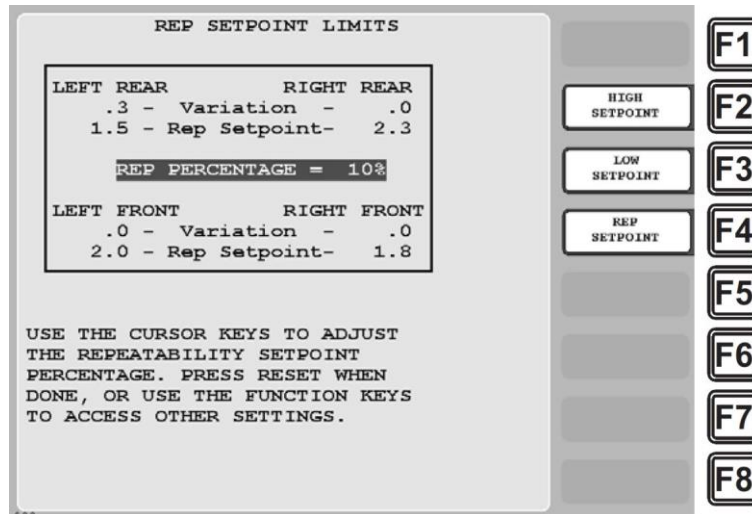 REP SETPOINT LIMITS
LEFT REAR RIGHT REAR
.3 - Variation - .0
1.5 - Rep Setpoint- 2.3
REP PERCENTAGE = 10%
LEFT FRONT RIGHT FRONT
.0 - Variation - .0
2.0 - Rep Setpoint- 1.8
USE THE CURSOR KEYS TO ADJUST
THE REPEATABILITY SETPOINT
PERCENTAGE. PRESS RESET WHEN
DONE, OR USE THE FUNCTION KEYS
TO ACCESS OTHER SETTINGS.
F1
HIGH
SETPOINT
F2
LOW
SETPOINT
F3
REP
SETPOINT
F4
F5
F6
F7
F8